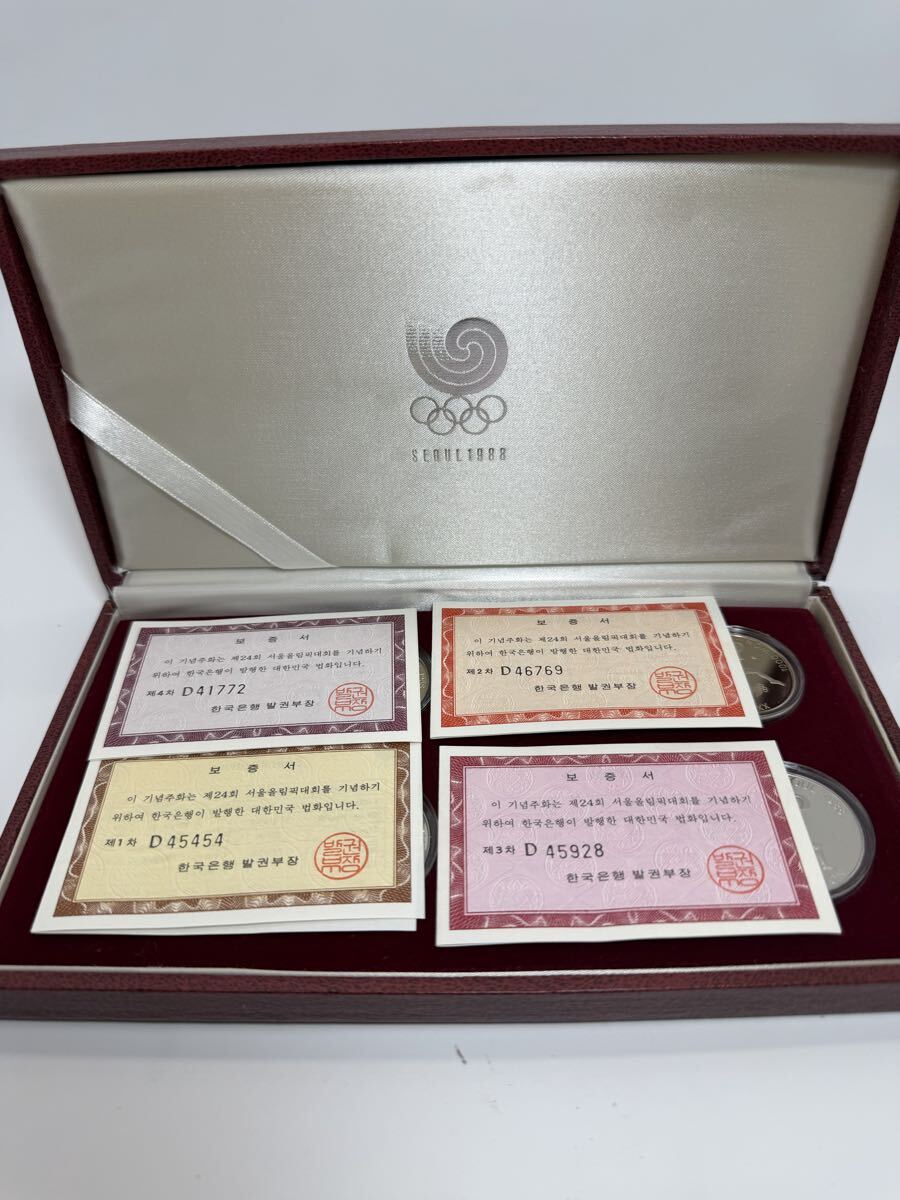 SEOUL1988
보 증 서
이 기념주화는 제24회 서울올림픽대회를 기념하기
위하여 한국은행이 발행한 대한민국 법화입니다.
제4차 D 41772
한국은행 발권부장
보 증 서
이 기념주화는 제24회 서울올림픽대회를 기념하기
위하여 한국은행이 발행한 대한민국 법화입니다.
제2차 D 46769
한국은행 발권부장
보 증 서
이 기념주화는 제24회 서울올림픽대회를 기념하기
위하여 한국은행이 발행한 대한민국 법화입니다.
제1차 D 45454
한국은행 발권부장
보 증 서
이 기념주화는 제24회 서울올림픽대회를 기념하기
위하여 한국은행이 발행한 대한민국 법화입니다.
제3차 D 45928
한국은행 발권부장